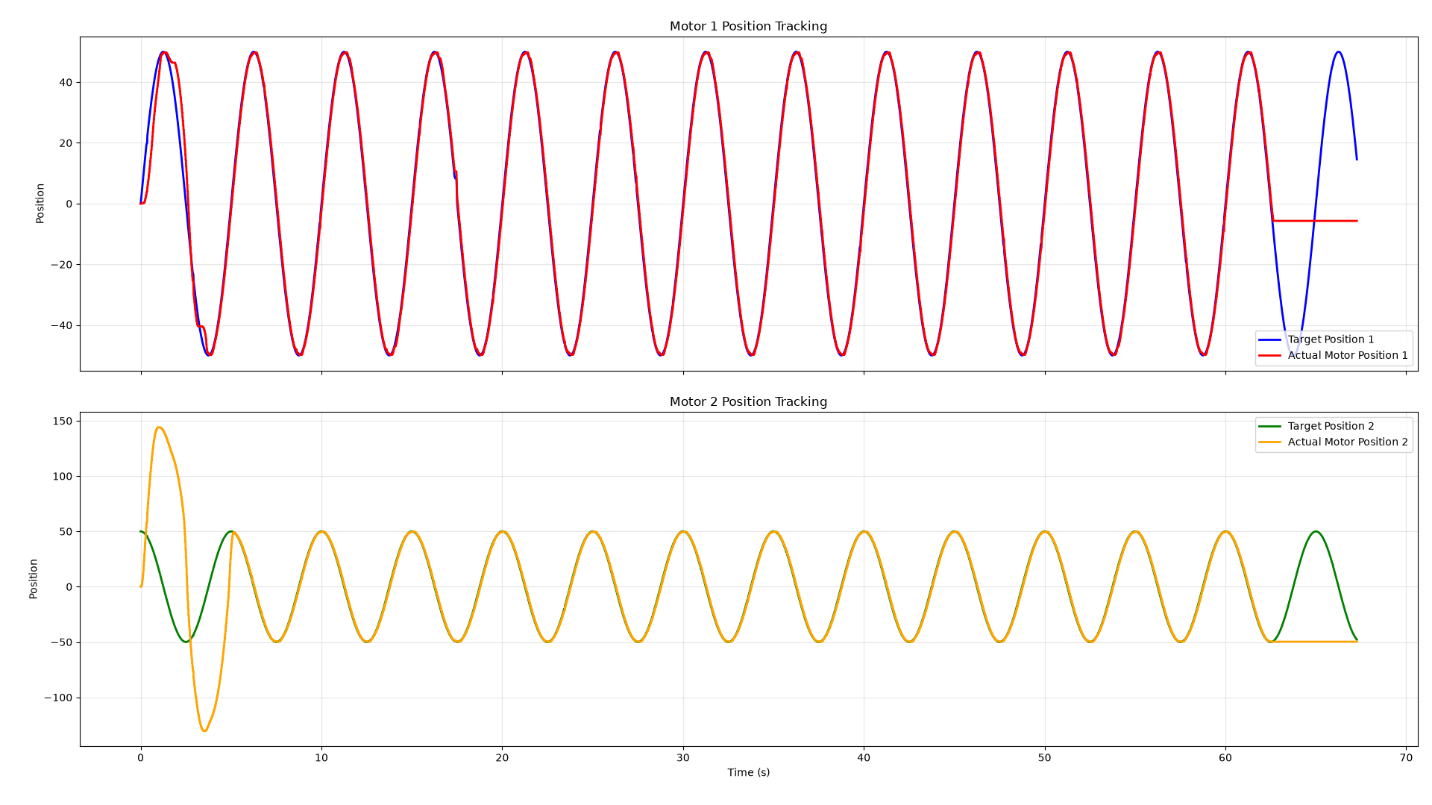 Motor 1 Position Tracking
Position
40
20
0
−20
−40
Target Position 1
Actual Motor Position 1
Motor 2 Position Tracking
Position
150
100
50
0
−50
−100
Target Position 2
Actual Motor Position 2
0 10 20 30 40 50 60 70
Time (s)